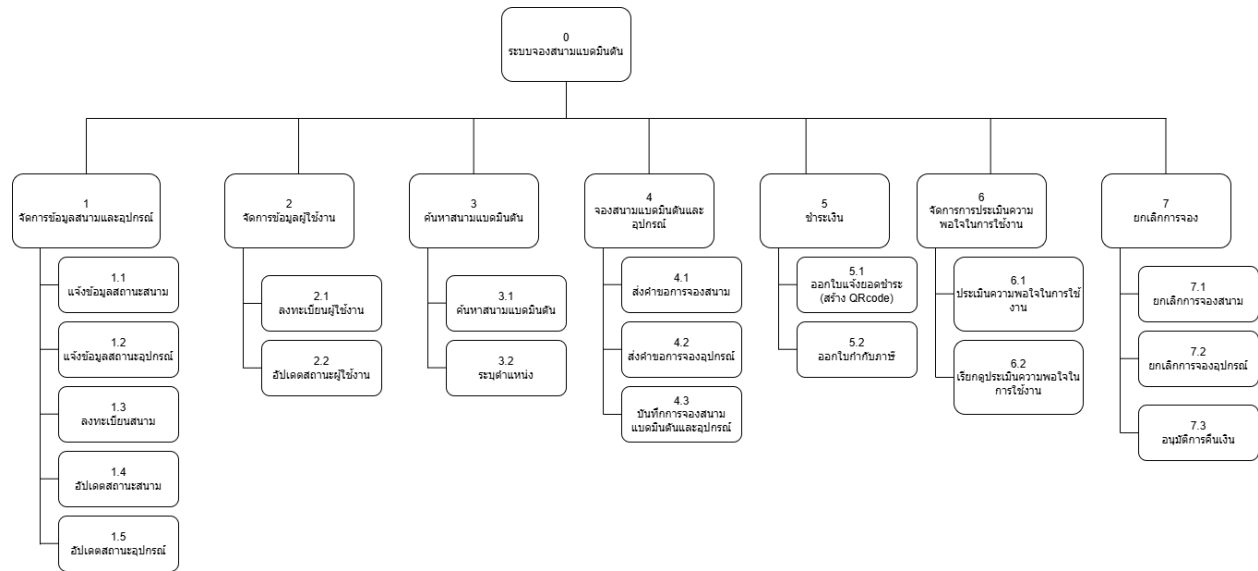 0
ระบบจองสนามแบดมินตัน
1
จัดการข้อมูลสนามและอุปกรณ์
1.1
แจ้งข้อมูลสถานะสนาม
1.2
แจ้งข้อมูลสถานะอุปกรณ์
1.3
ลงทะเบียนสนาม
1.4
อัปเดตสถานะสนาม
1.5
อัปเดตสถานะอุปกรณ์
2
จัดการข้อมูลผู้ใช้งาน
2.1
ลงทะเบียนผู้ใช้งาน
2.2
อัปเดตสถานะผู้ใช้งาน
3
ค้นหาสนามแบดมินตัน
3.1
ค้นหาสนามแบดมินตัน
3.2
ระบุตำแหน่ง
4
จองสนามแบดมินตันและ
อุปกรณ์
4.1
ส่งคำขอการจองสนาม
4.2
ส่งคำขอการจองอุปกรณ์
4.3
บันทึกการจองสนาม
แบดมินตันและอุปกรณ์
5
ชำระเงิน
5.1
ออกใบแจ้งยอดชำระ
(สร้าง QRcode)
5.2
ออกใบกำกับภาษี
6
จัดการการประเมินความ
พอใจในการใช้งาน
6.1
ประเมินความพอใจในการใช้
งาน
6.2
เรียกดูประเมินความพอใจใน
การใช้งาน
7
ยกเลิกการจอง
7.1
ยกเลิกการจองสนาม
7.2
ยกเลิกการจองอุปกรณ์
7.3
อนุมัติการคืนเงิน